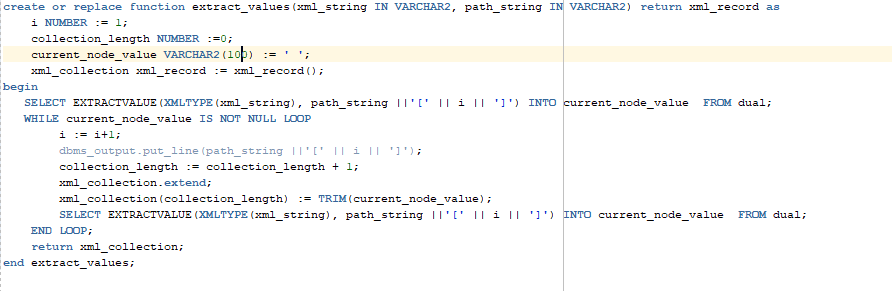 create or replace function extract_values(xml_string IN VARCHAR2, path_string IN VARCHAR2) return xml_record as
i NUMBER := 1;
collection_length NUMBER :=0;
current_node_value VARCHAR2(100) := ' ';
xml_collection xml_record := xml_record();
begin
SELECT EXTRACTVALUE(XMLTYPE(xml_string), path_string ||'[' || i || ']') INTO current_node_value  FROM dual;
WHILE current_node_value IS NOT NULL LOOP
i := i+1;
dbms_output.put_line(path_string ||'[' || i || ']');
collection_length := collection_length + 1;
xml_collection.extend;
xml_collection(collection_length) := TRIM(current_node_value);
SELECT EXTRACTVALUE(XMLTYPE(xml_string), path_string ||'[' || i || ']') INTO current_node_value  FROM dual;
END LOOP;
return xml_collection;
end extract_values;